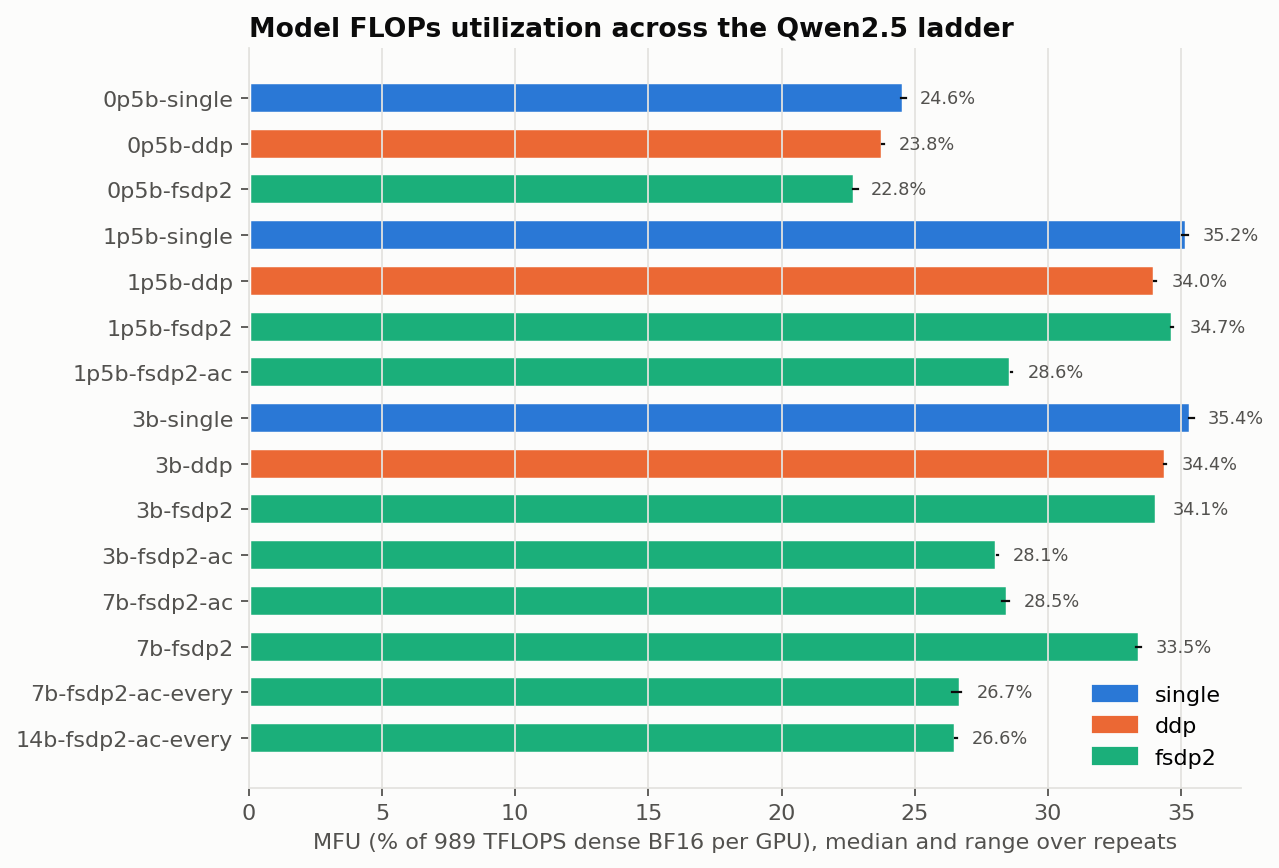 Model FLOPs utilization across the Qwen2.5 ladder
0p5b-single 24.6%
0p5b-ddp 23.8%
0p5b-fsdp2 22.8%
1p5b-single 35.2%
1p5b-ddp 34.0%
1p5b-fsdp2 34.7%
1p5b-fsdp2-ac 28.6%
3b-single 35.4%
3b-ddp 34.4%
3b-fsdp2 34.1%
3b-fsdp2-ac 28.1%
7b-fsdp2-ac 28.5%
7b-fsdp2 33.5%
7b-fsdp2-ac-every 26.7%
14b-fsdp2-ac-every 26.6%
single
ddp
fsdp2
0 5 10 15 20 25 30 35
MFU (% of 989 TFLOPS dense BF16 per GPU), median and range over repeats